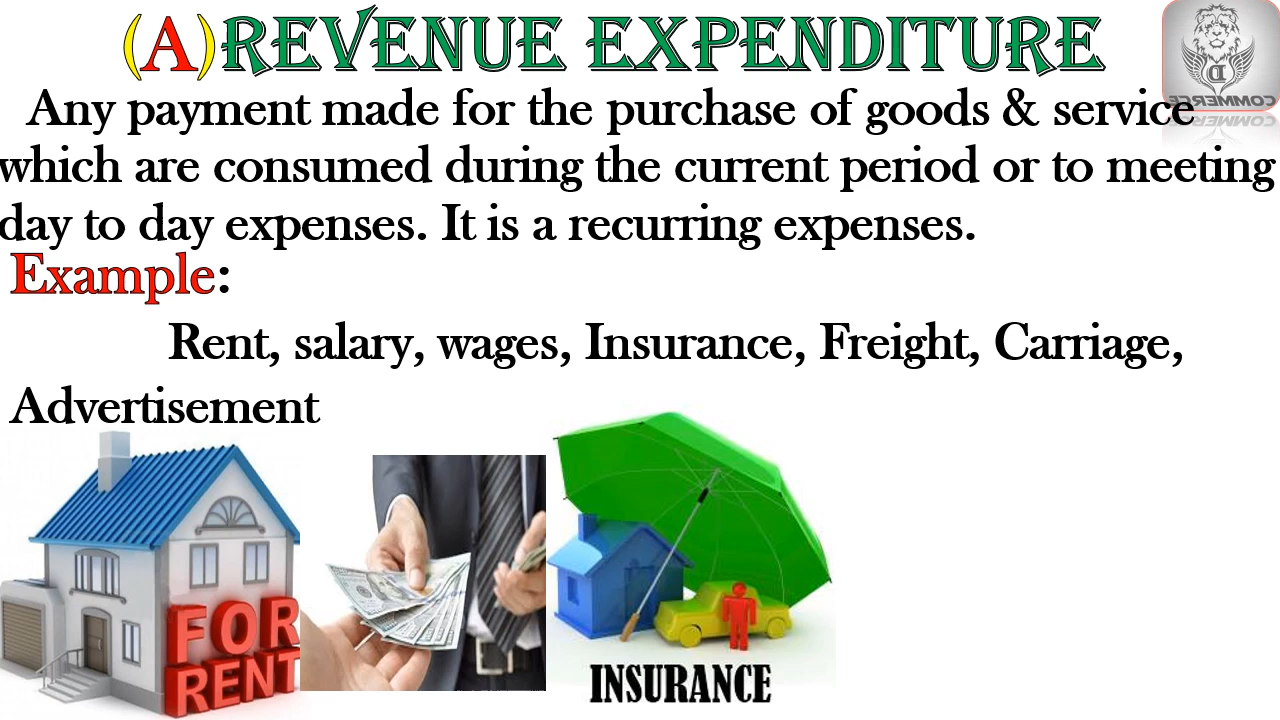 (A)REVENUE EXPENDITURE
Any payment made for the purchase of goods & service
which are consumed during the current period or to meeting
day to day expenses. It is a recurring expenses.
Example:
Rent, salary, wages, Insurance, Freight, Carriage,
Advertisement
FOR
RENT
INSURANCE
D
COMMERCE